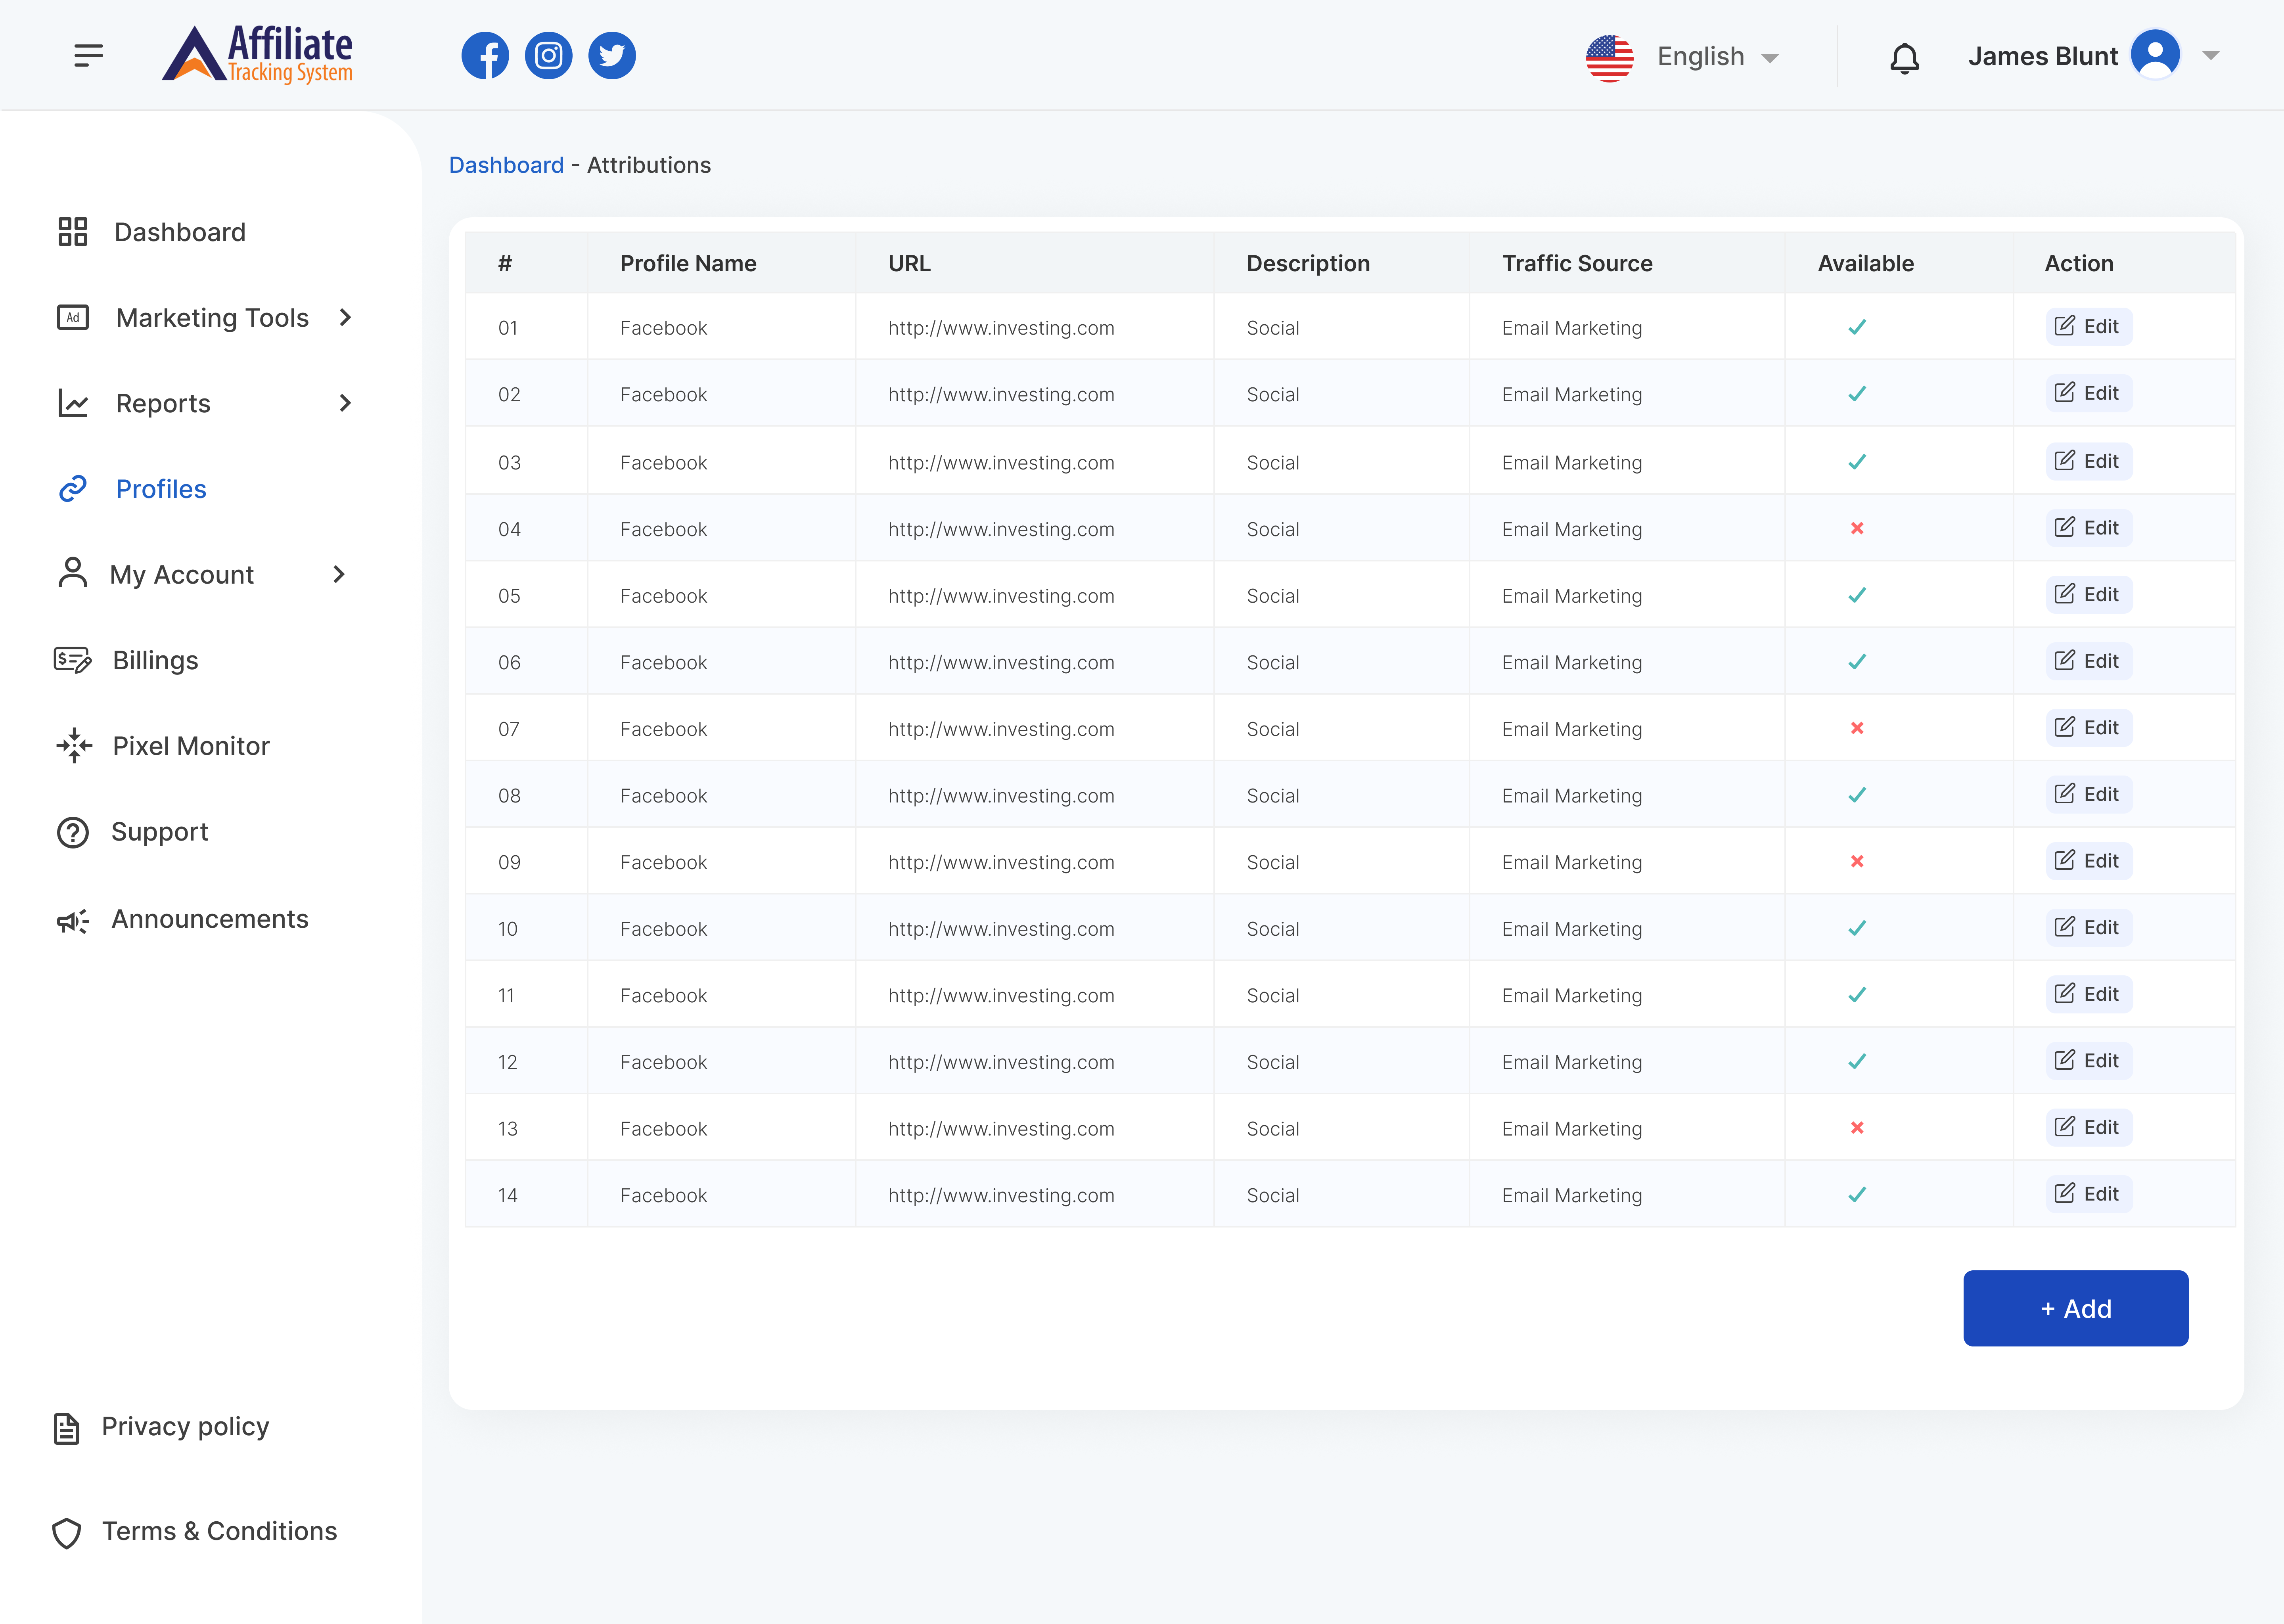 Affiliate
Tracking System
English
James Blunt
Dashboard - Attributions
Dashboard
Ad Marketing Tools
Reports
Profiles
My Account
$ Billings
Pixel Monitor
? Support
Announcements
Privacy policy
Terms & Conditions
# Profile Name URL Description Traffic Source Available Action
01 Facebook http://www.investing.com Social Email Marketing Edit
02 Facebook http://www.investing.com Social Email Marketing Edit
03 Facebook http://www.investing.com Social Email Marketing Edit
04 Facebook http://www.investing.com Social Email Marketing Edit
05 Facebook http://www.investing.com Social Email Marketing Edit
06 Facebook http://www.investing.com Social Email Marketing Edit
07 Facebook http://www.investing.com Social Email Marketing Edit
08 Facebook http://www.investing.com Social Email Marketing Edit
09 Facebook http://www.investing.com Social Email Marketing Edit
10 Facebook http://www.investing.com Social Email Marketing Edit
11 Facebook http://www.investing.com Social Email Marketing Edit
12 Facebook http://www.investing.com Social Email Marketing Edit
13 Facebook http://www.investing.com Social Email Marketing Edit
14 Facebook http://www.investing.com Social Email Marketing Edit
+ Add